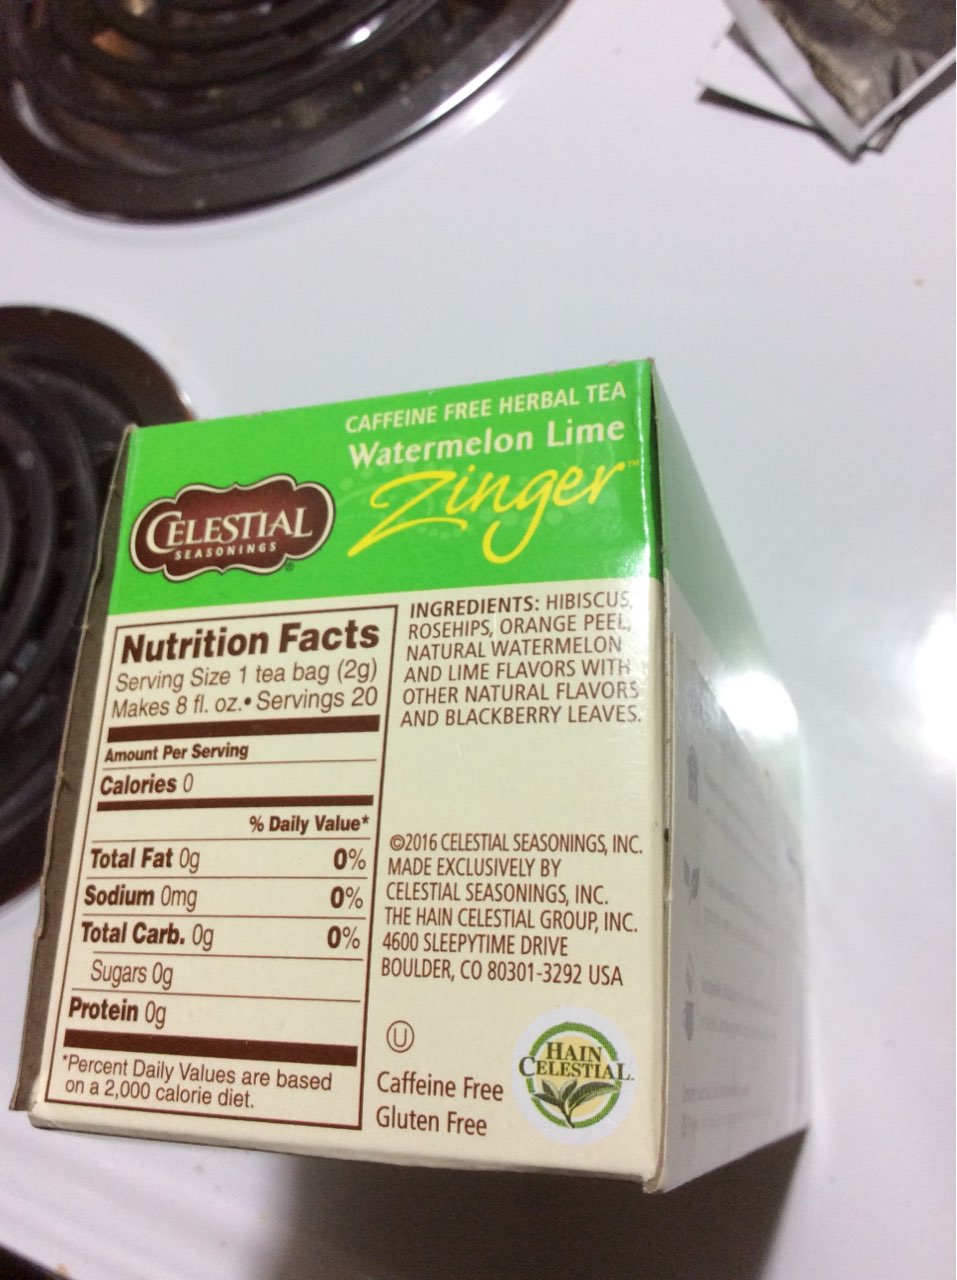 CAFFEINE FREE HERBAL TEA
Watermelon Lime
Zinger™
CELESTIAL
SEASONINGS®
Nutrition Facts
Serving Size 1 tea bag (2g)
Makes 8 fl. oz.• Servings 20
Amount Per Serving
Calories 0
% Daily Value*
Total Fat 0g 0%
Sodium 0mg 0%
Total Carb. 0g 0%
Sugars 0g
Protein 0g
*Percent Daily Values are based
on a 2,000 calorie diet.
INGREDIENTS: HIBISCUS,
ROSEHIPS, ORANGE PEEL,
NATURAL WATERMELON
AND LIME FLAVORS WITH
OTHER NATURAL FLAVORS
AND BLACKBERRY LEAVES.
©2016 CELESTIAL SEASONINGS, INC.
MADE EXCLUSIVELY BY
CELESTIAL SEASONINGS, INC.
THE HAIN CELESTIAL GROUP, INC.
4600 SLEEPYTIME DRIVE
BOULDER, CO 80301-3292 USA
U
Caffeine Free
Gluten Free
HAIN
CELESTIAL